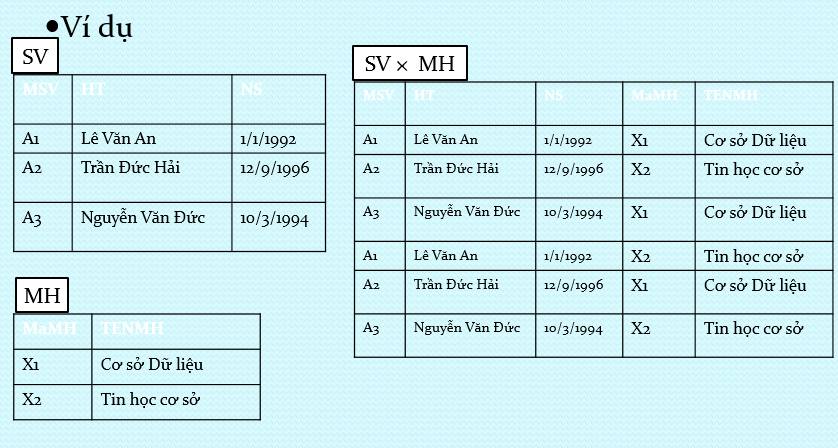 •Ví dụ
SV
MSV HT NS
A1 Lê Văn An 1/1/1992
A2 Trần Đức Hải 12/9/1996
A3 Nguyễn Văn Đức 10/3/1994
MH
MaMH TENMH
X1 Cơ sở Dữ liệu
X2 Tin học cơ sở
SV × MH
MSV HT NS MaMH TENMH
A1 Lê Văn An 1/1/1992 X1 Cơ sở Dữ liệu
A2 Trần Đức Hải 12/9/1996 X2 Tin học cơ sở
A3 Nguyễn Văn Đức 10/3/1994 X1 Cơ sở Dữ liệu
A1 Lê Văn An 1/1/1992 X2 Tin học cơ sở
A2 Trần Đức Hải 12/9/1996 X1 Cơ sở Dữ liệu
A3 Nguyễn Văn Đức 10/3/1994 X2 Tin học cơ sở